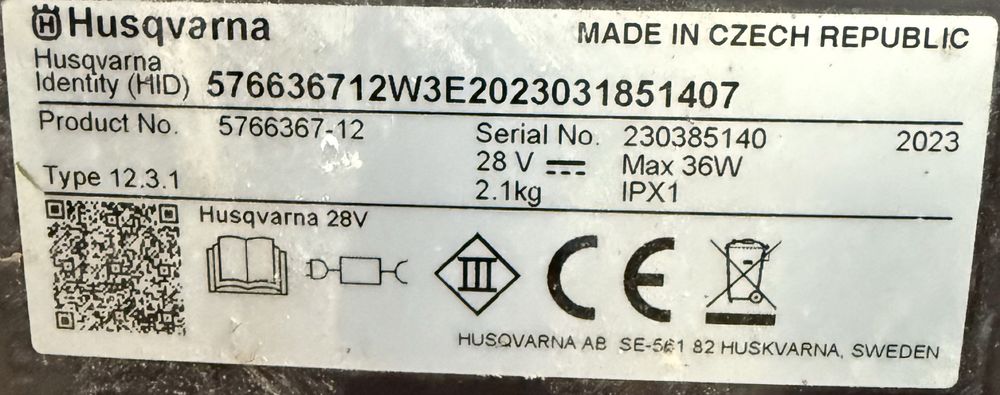 Husqvarna
MADE IN CZECH REPUBLIC
Husqvarna
Identity (HID) 576636712W3E2023031851407
Product No. 5766367-12
Serial No. 230385140 2023
28 V Max 36W
Type 12.3.1
2.1kg IPX1
Husqvarna 28V
III
CE
HUSQVARNA AB SE-561 82 HUSKVARNA, SWEDEN